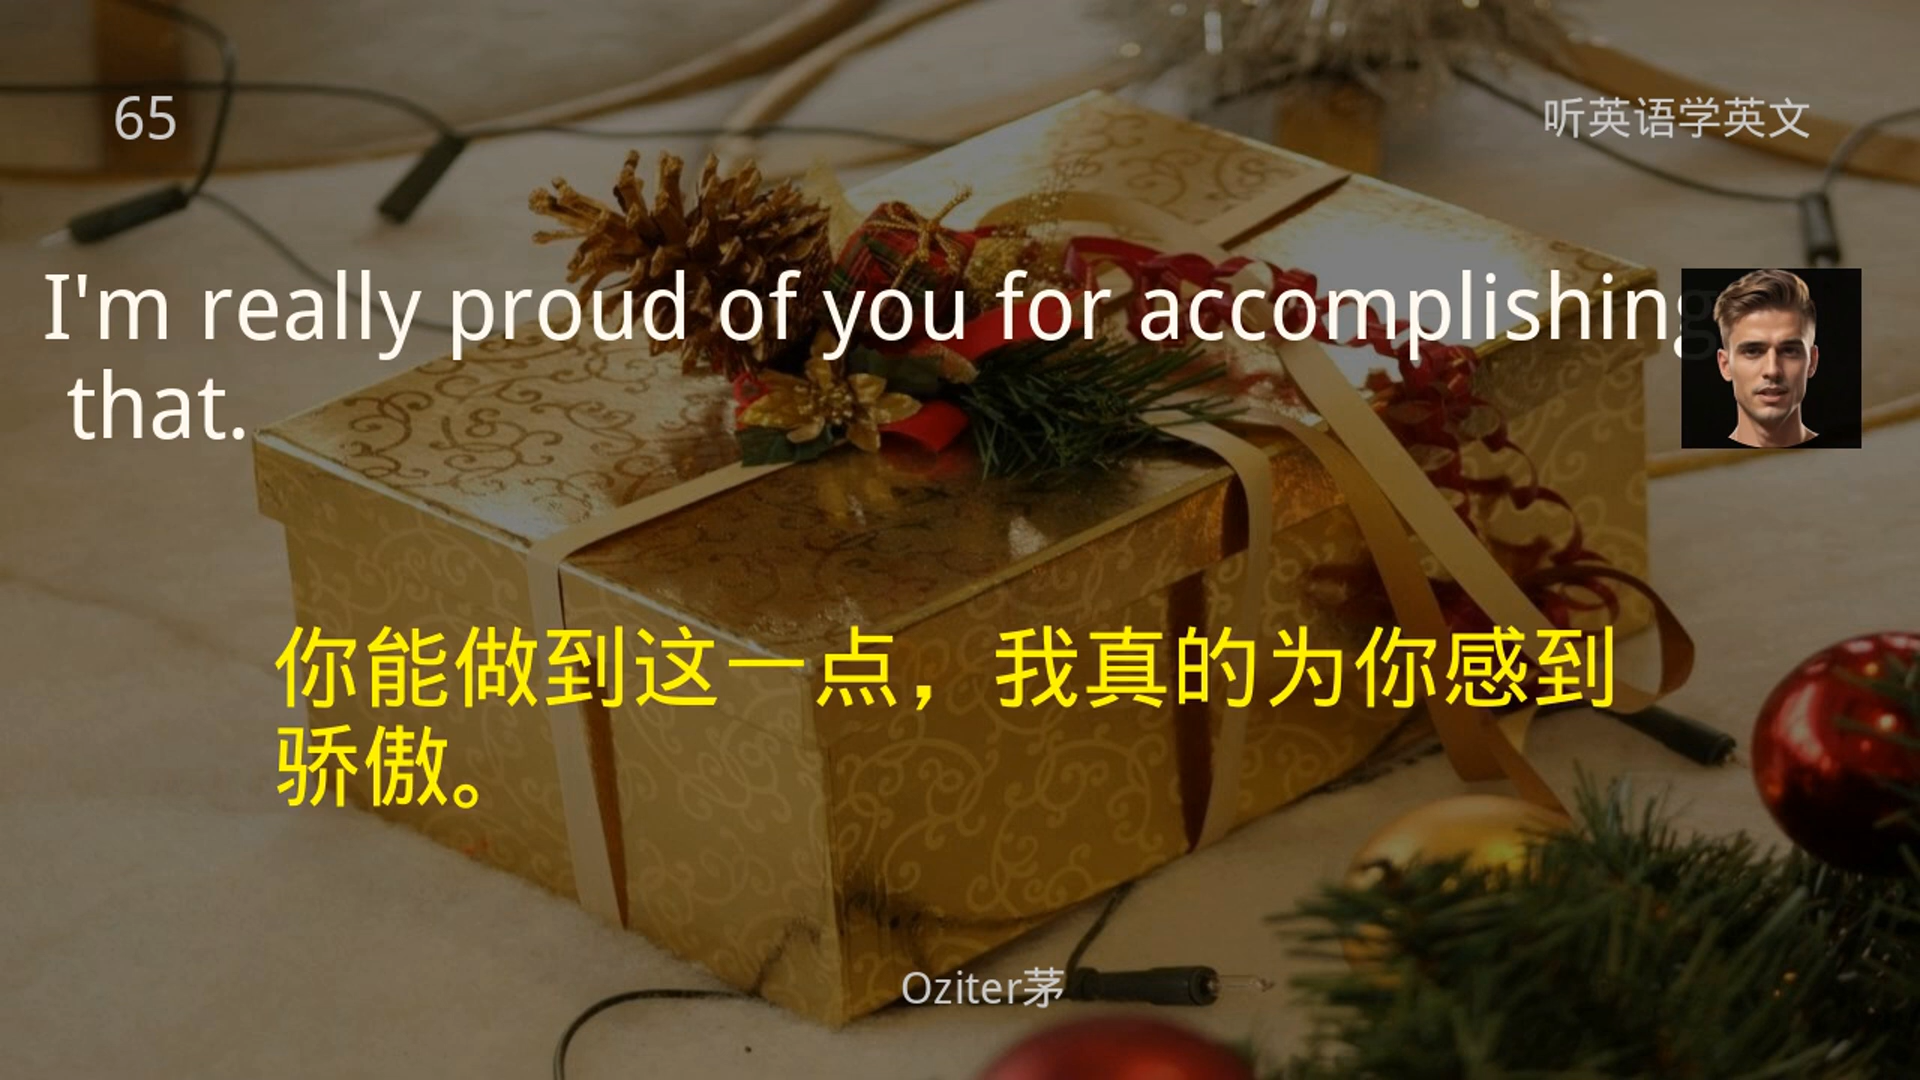 65
听英语学英文
I'm really proud of you for accomplishing
that.
你能做到这一点，我真的为你感到
骄傲。
Oziter茅